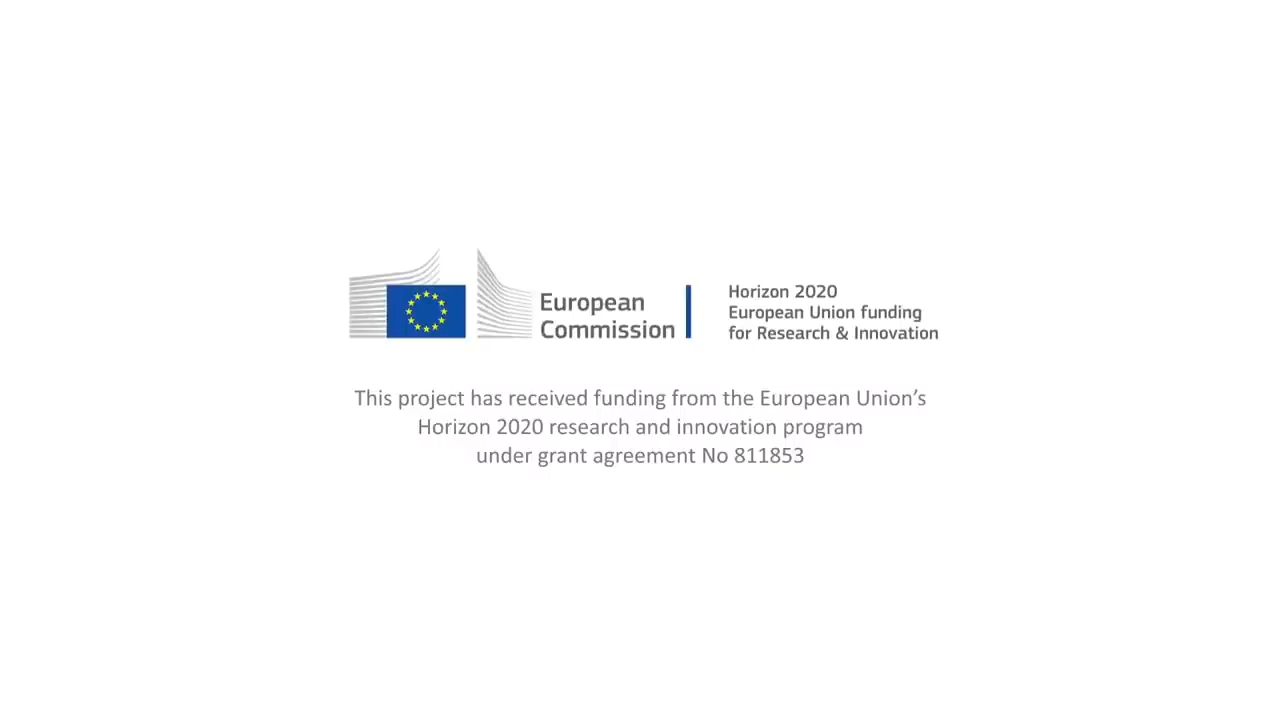 European
Commission
Horizon 2020
European Union funding
for Research & Innovation
This project has received funding from the European Union’s
Horizon 2020 research and innovation program
under grant agreement No 811853